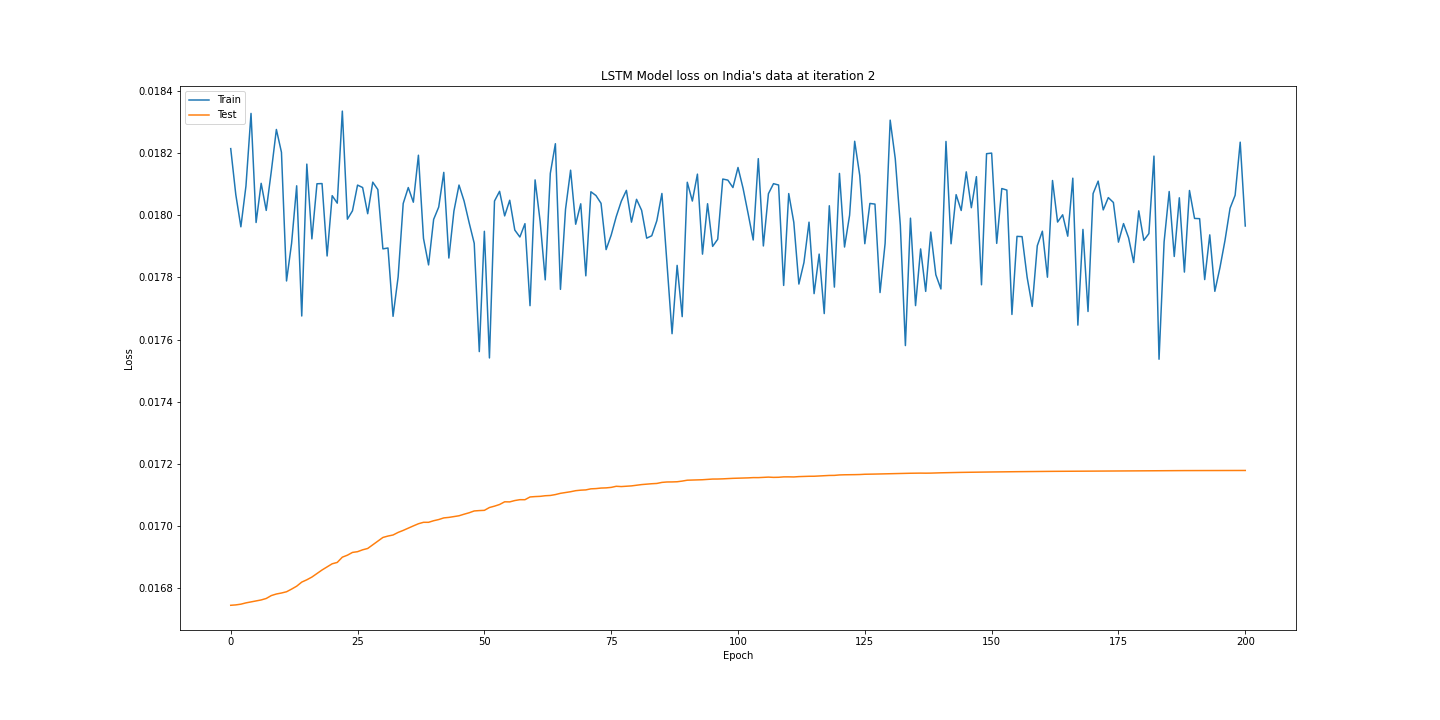 LSTM Model loss on India's data at iteration 2
Train
Test
0.0184
0.0182
0.0180
0.0178
0.0176
0.0174
0.0172
0.0170
0.0168
Loss
0 25 50 75 100 125 150 175 200
Epoch